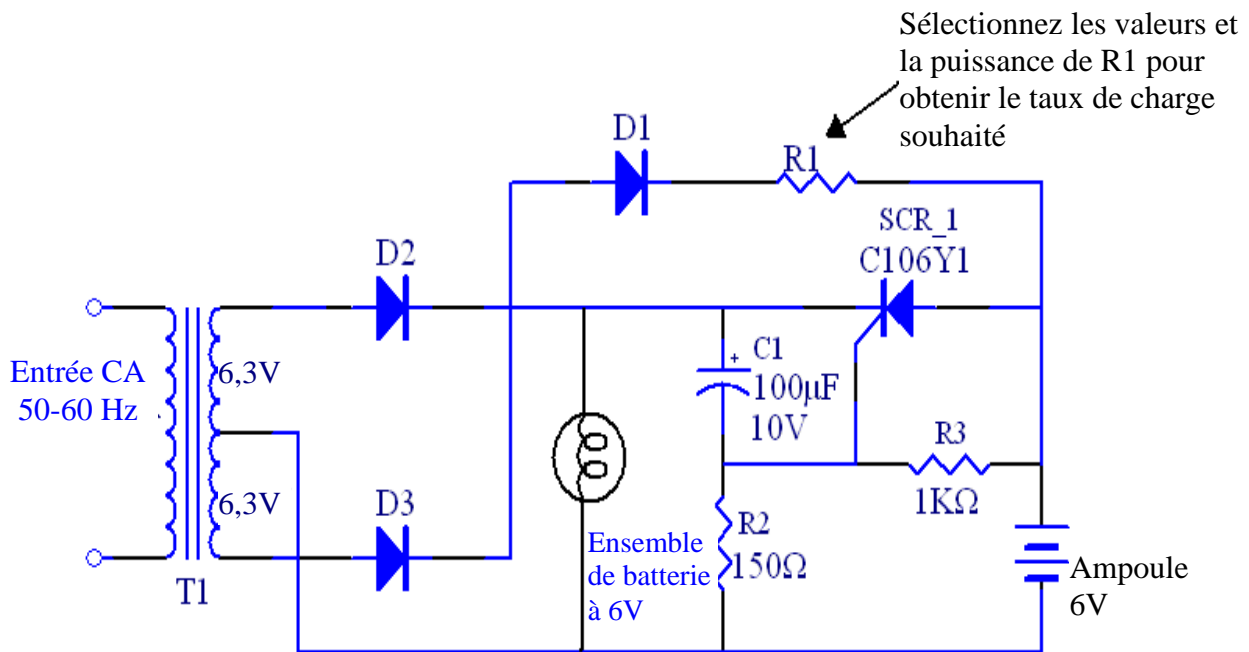 Sélectionnez les valeurs et
la puissance de R1 pour
obtenir le taux de charge
souhaité
D1
R1
SCR_1
C106Y1
D2
Entrée CA
50-60 Hz
6,3V
6,3V
T1
D3
+ C1
100µF
10V
R3
1KΩ
R2
150Ω
Ensemble
de batterie
à 6V
Ampoule
6V